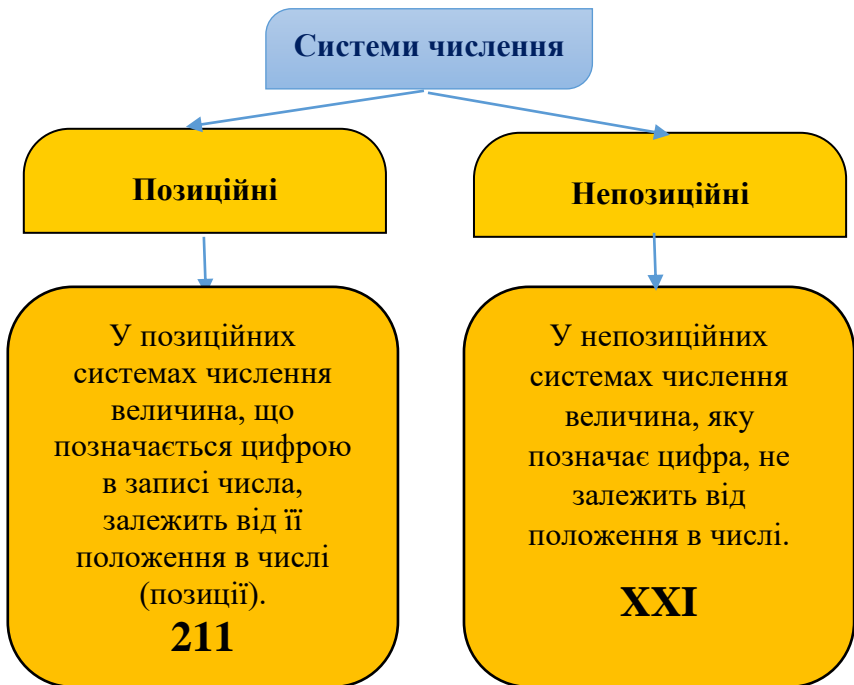 Системи числення
Позиційні
Непозиційні
У позиційних
системах числення
величина, що
позначається цифрою
в записі числа,
залежить від її
положення в числі
(позиції).
211
У непозиційних
системах числення
величина, яку
позначає цифра, не
залежить від
положення в числі.
XXI